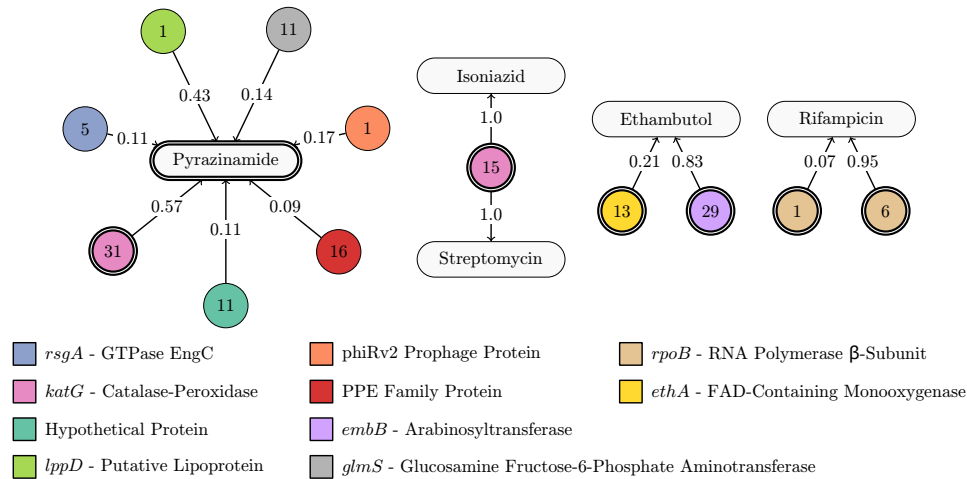 1
11
0.43
0.14
5
0.11
0.17
1
Pyrazinamide
0.57
0.09
0.11
31
16
11
Isoniazid
1.0
15
1.0
Streptomycin
Ethambutol
0.21
0.83
13
29
Rifampicin
0.07
0.95
1
6
rsgA - GTPase EngC
katG - Catalase-Peroxidase
Hypothetical Protein
lppD - Putative Lipoprotein
phiRv2 Prophage Protein
PPE Family Protein
embB - Arabinosyltransferase
glmS - Glucosamine Fructose-6-Phosphate Aminotransferase
rpoB - RNA Polymerase β-Subunit
ethA - FAD-Containing Monooxygenase